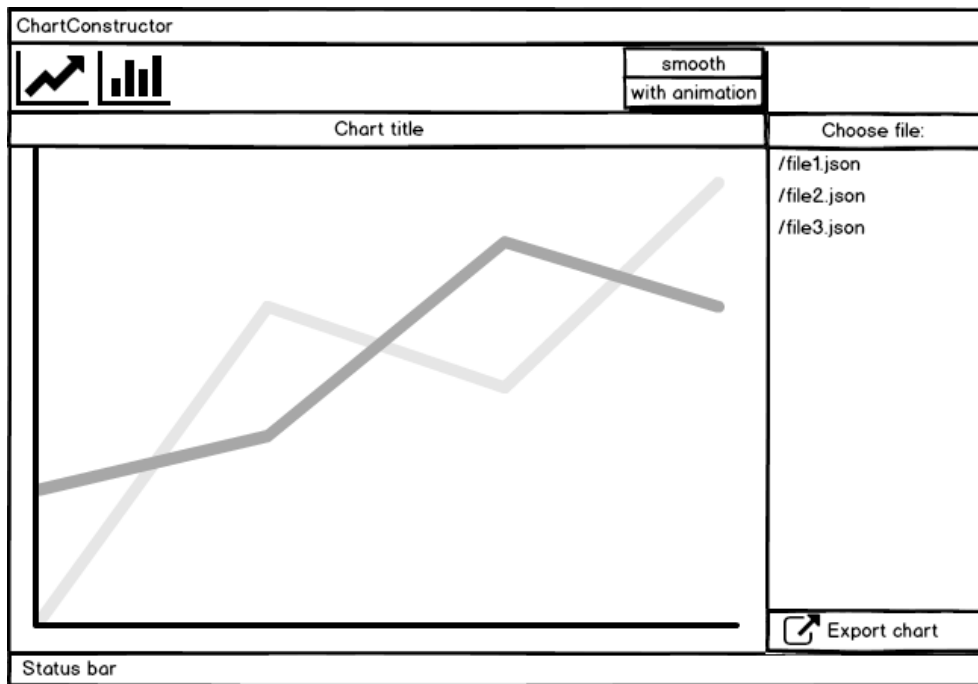 ChartConstructor
smooth
with animation
Chart title
Choose file:
/file1.json
/file2.json
/file3.json
Export chart
Status bar